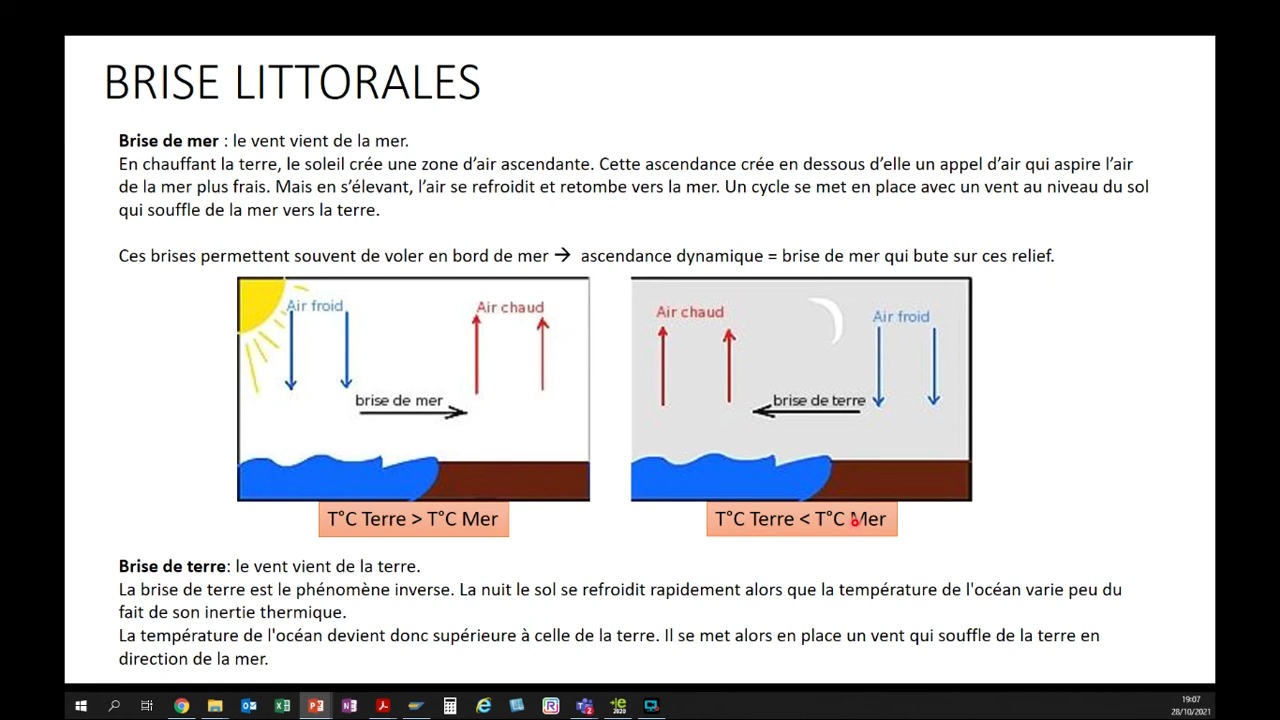 BRISE LITTORALES
Brise de mer : le vent vient de la mer.
En chauffant la terre, le soleil crée une zone d’air ascendante. Cette ascendance crée en dessous d’elle un appel d’air qui aspire l’air
de la mer plus frais. Mais en s’élevant, l’air se refroidit et retombe vers la mer. Un cycle se met en place avec un vent au niveau du sol
qui souffle de la mer vers la terre.
Ces brises permettent souvent de voler en bord de mer → ascendance dynamique = brise de mer qui bute sur ces relief.
Air froid
Air chaud
brise de mer
T°C Terre > T°C Mer
Air chaud
Air froid
brise de terre
T°C Terre < T°C Mer
Brise de terre: le vent vient de la terre.
La brise de terre est le phénomène inverse. La nuit le sol se refroidit rapidement alors que la température de l'océan varie peu du
fait de son inertie thermique.
La température de l'océan devient donc supérieure à celle de la terre. Il se met alors en place un vent qui souffle de la terre en
direction de la mer.
19:07
28/10/2021